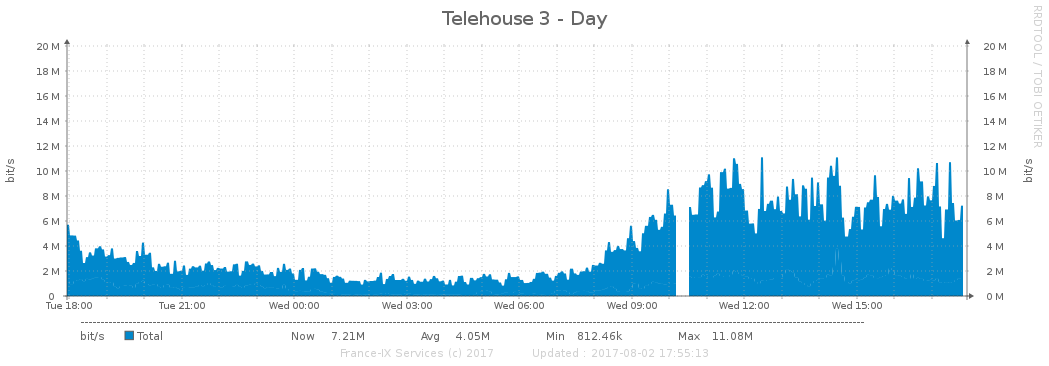 Telehouse 3 - Day
RRDTOOL / TOBI OETIKER
bit/s
bit/s
20 M 20 M
18 M 18 M
16 M 16 M
14 M 14 M
12 M 12 M
10 M 10 M
8 M 8 M
6 M 6 M
4 M 4 M
2 M 2 M
0 0 M
Tue 18:00 Tue 21:00 Wed 00:00 Wed 03:00 Wed 06:00 Wed 09:00 Wed 12:00 Wed 15:00
bit/s Total Now 7.21M Avg 4.05M Min 812.46k Max 11.08M
France-IX Services (c) 2017 Updated : 2017-08-02 17:55:13